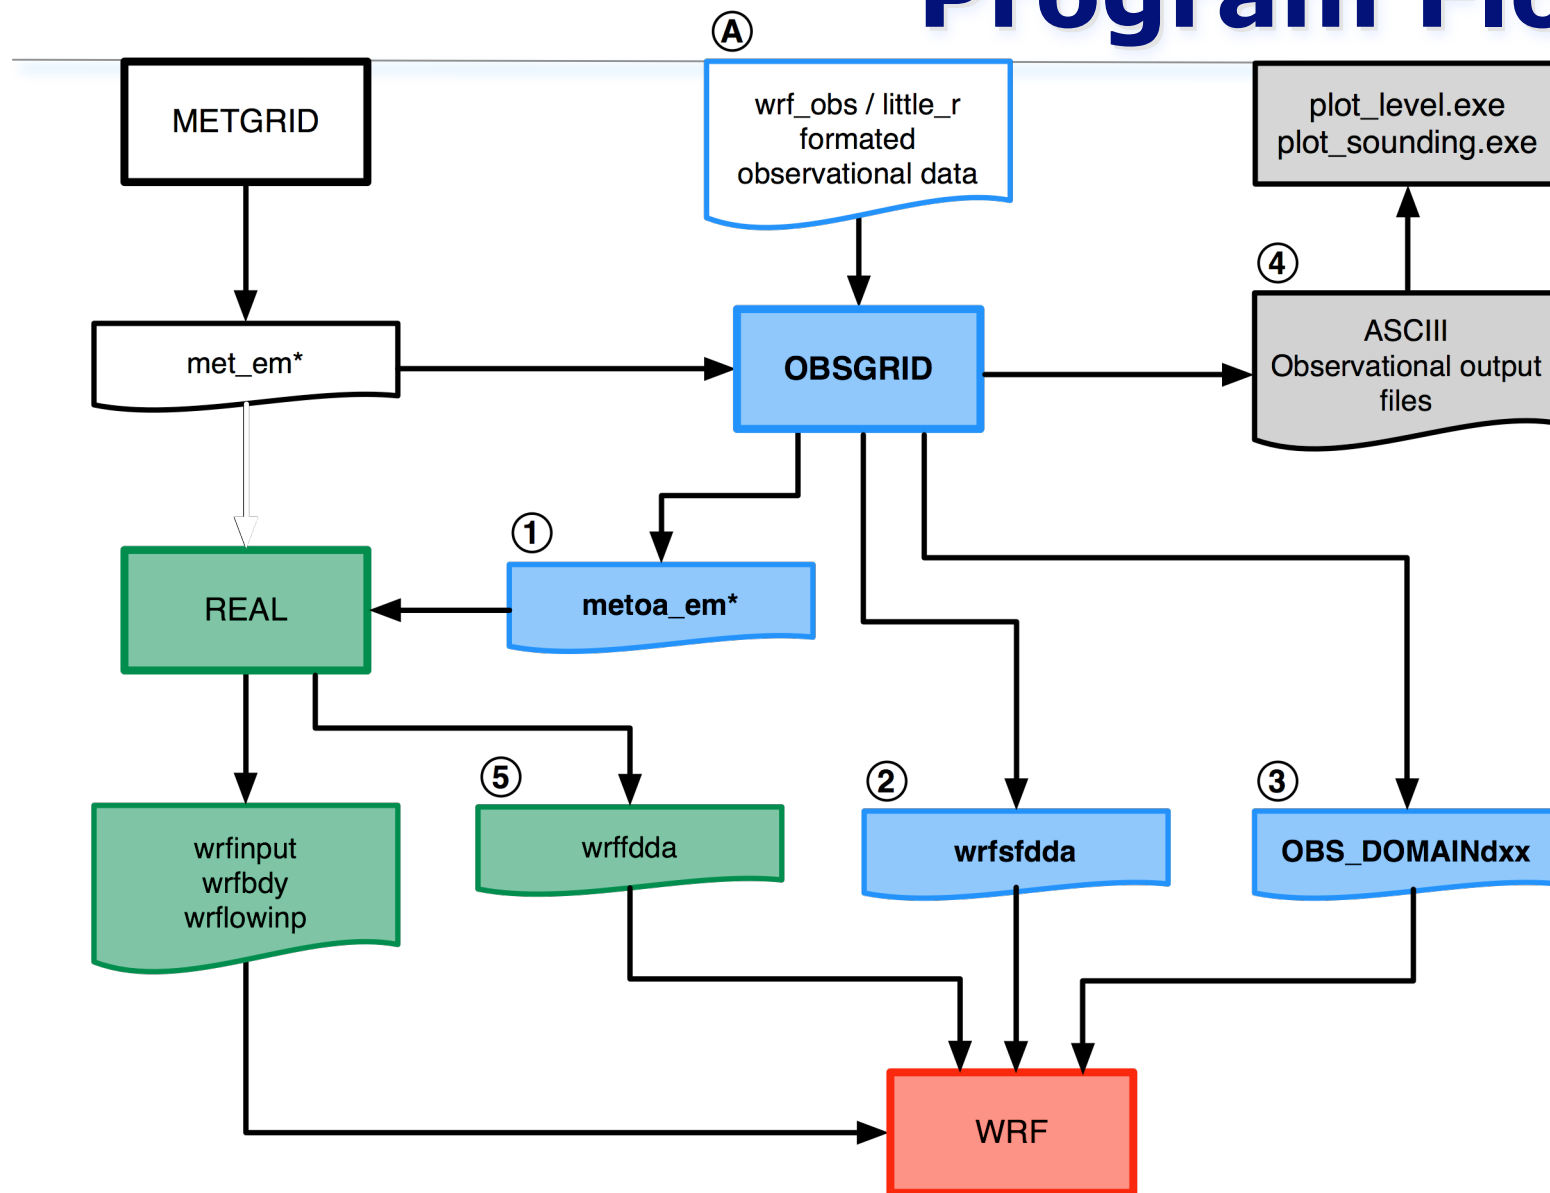 Program Flo
A
METGRID
wrf_obs / little_r
formated
observational data
plot_level.exe
plot_sounding.exe
4
met_em*
OBSGRID
ASCIII
Observational output
files
1
REAL
metoa_em*
5
2
3
wrfinput
wrfbdy
wrflowinp
wrffdda
wrfsfdda
OBS_DOMAINdxx
WRF